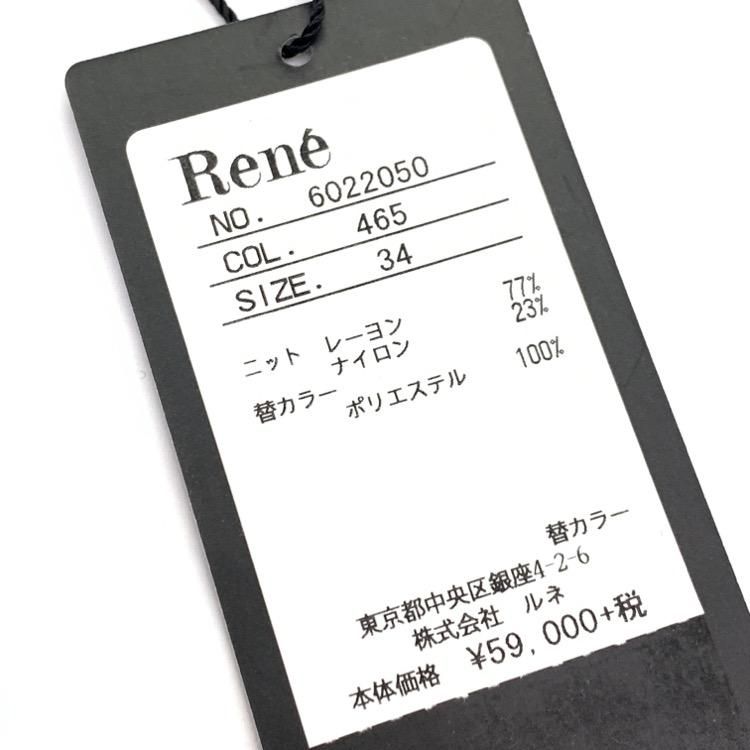 René
NO. 6022050
COL. 465
SIZE. 34
ニット レーヨン 77%
ナイロン 23%
替カラー ポリエステル 100%
替カラー
東京都中央区銀座4-2-6
株式会社 ルネ
本体価格 ¥59,000+税